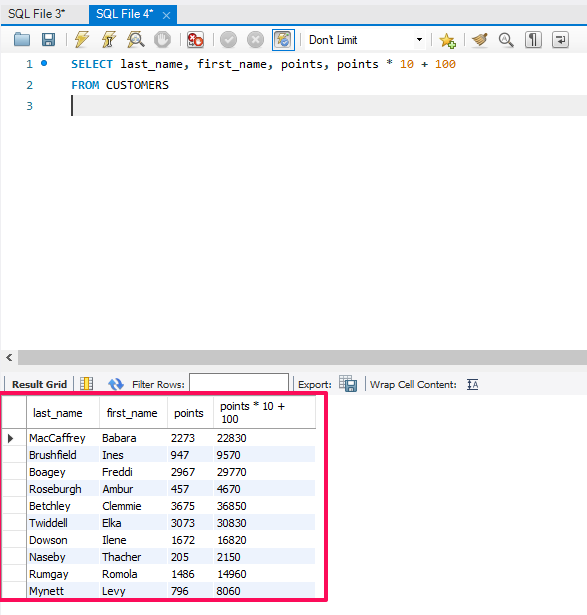 SQL File 3* SQL File 4*
Don't Limit
1 SELECT last_name, first_name, points, points * 10 + 100
2 FROM CUSTOMERS
3
Result Grid Filter Rows: Export: Wrap Cell Content: IA
last_name first_name points points * 10 +
100
MacCaffrey Babara 2273 22830
Brushfield Ines 947 9570
Boagey Freddi 2967 29770
Roseburgh Ambur 457 4670
Betchley Clemmie 3675 36850
Twiddell Elka 3073 30830
Dowson Ilene 1672 16820
Naseby Thacher 205 2150
Rumgay Romola 1486 14960
Mynett Levy 796 8060